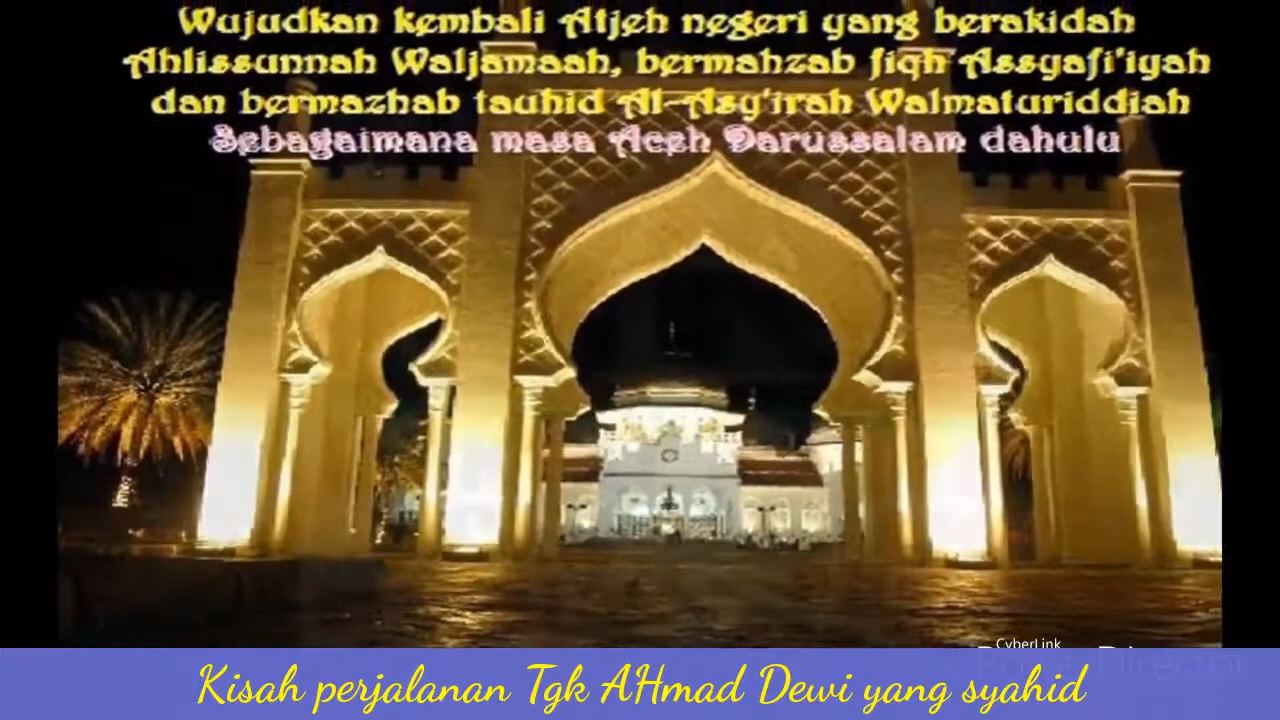 Wujudkan kembali Atjeh negeri yang berakidah
Ahlissunnah Waljamaah, bermahzab fiqh Assyafi'iyah
dan bermazhab tauhid Al-Asy'irah Walmaturiddiah
Sebagaimana masa Aceh Darussalam dahulu
CyberLink
Kisah perjalanan Tgk AHmad Dewi yang syahid